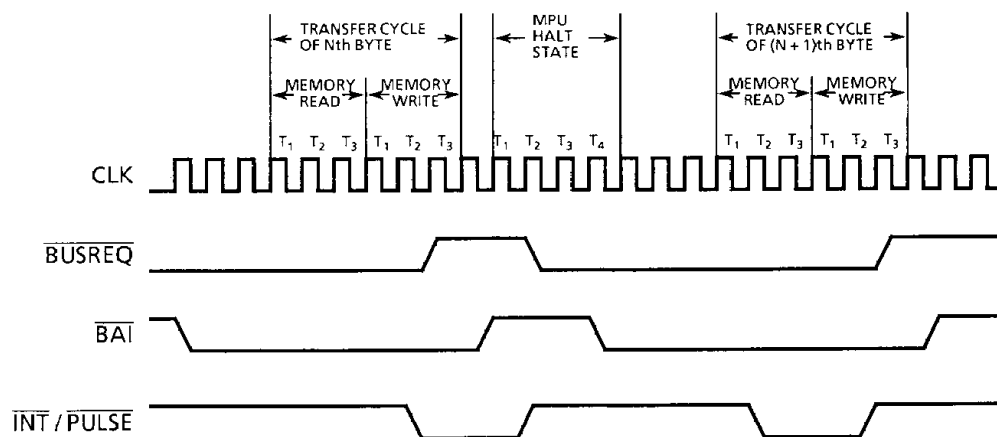 TRANSFER CYCLE
OF Nth BYTE
MPU
HALT
STATE
TRANSFER CYCLE
OF (N + 1)th BYTE
MEMORY
READ
MEMORY
WRITE
MEMORY
READ
MEMORY
WRITE
T1 T2 T3 T1 T2 T3 T1 T2 T3 T4 T1 T2 T3 T1 T2 T3
CLK
BUSREQ
BAI
INT / PULSE